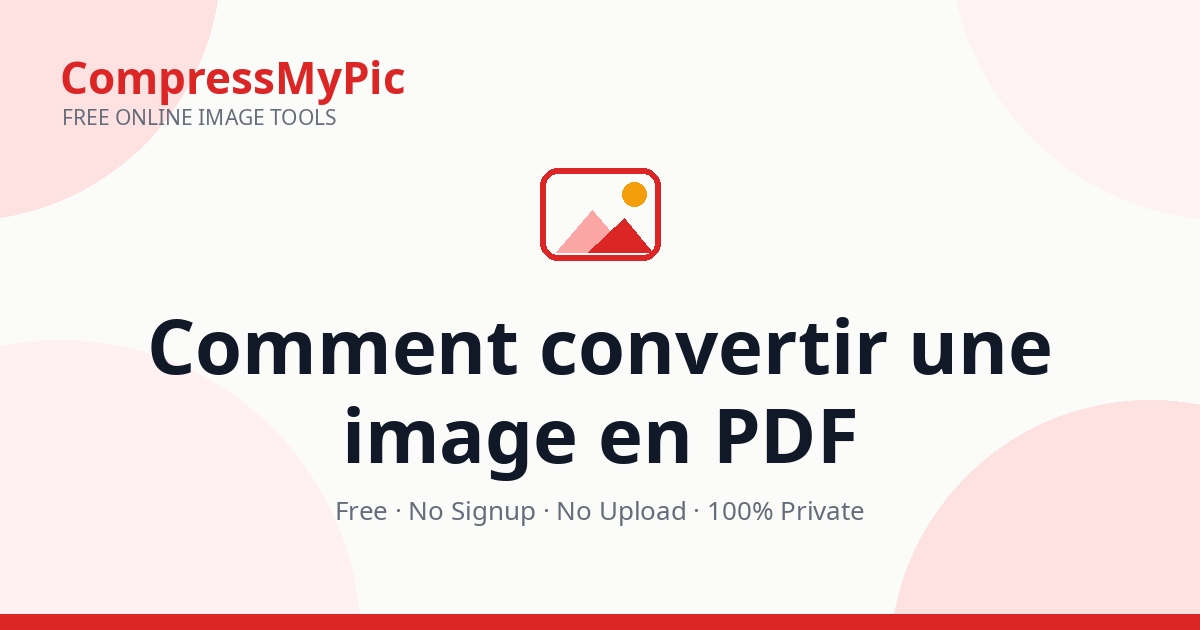 CompressMyPic
FREE ONLINE IMAGE TOOLS
Comment convertir une
image en PDF
Free · No Signup · No Upload · 100% Private